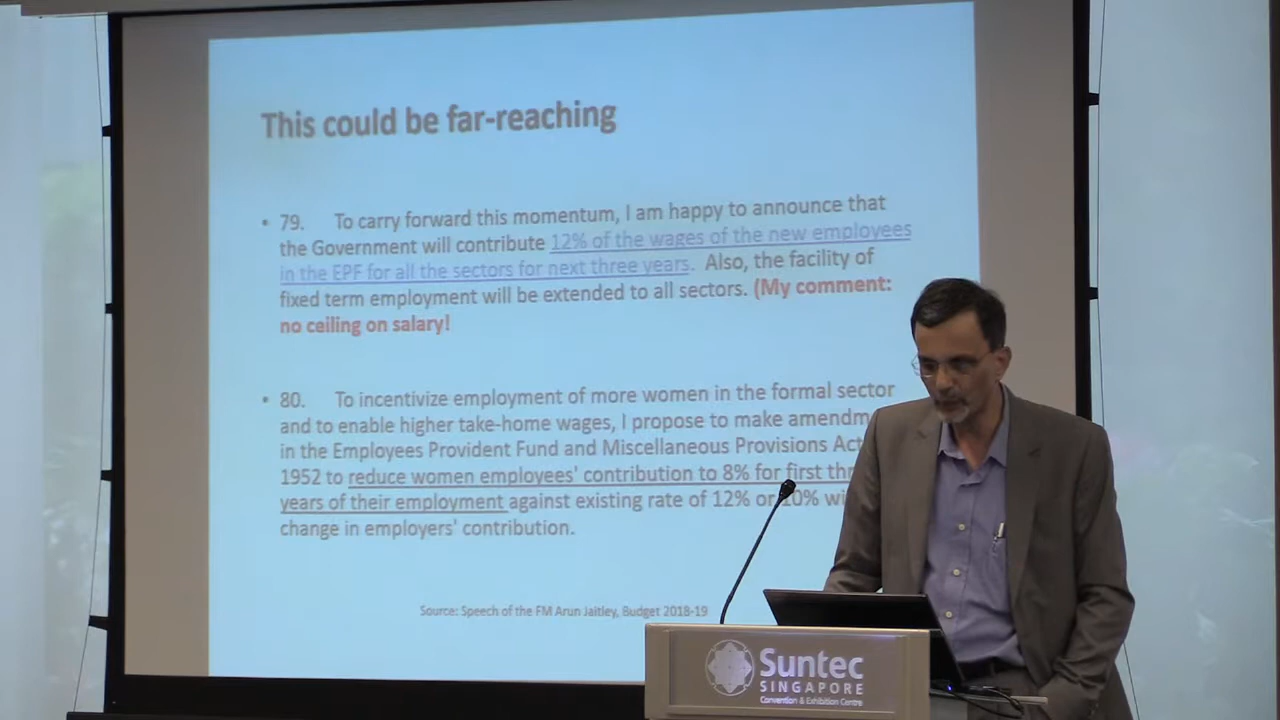 This could be far-reaching
• 79. To carry forward this momentum, I am happy to announce that
the Government will contribute 12% of the wages of the new employees
in the EPF for all the sectors for next three years. Also, the facility of
fixed term employment will be extended to all sectors. (My comment:
no ceiling on salary!
• 80. To incentivize employment of more women in the formal sector
and to enable higher take-home wages, I propose to make amendm
in the Employees Provident Fund and Miscellaneous Provisions Act
1952 to reduce women employees' contribution to 8% for first thr
years of their employment against existing rate of 12% or 10% wi
change in employers' contribution.
Source: Speech of the FM Arun Jaitley, Budget 2018-19
Suntec
SINGAPORE
Convention & Exhibition Centre